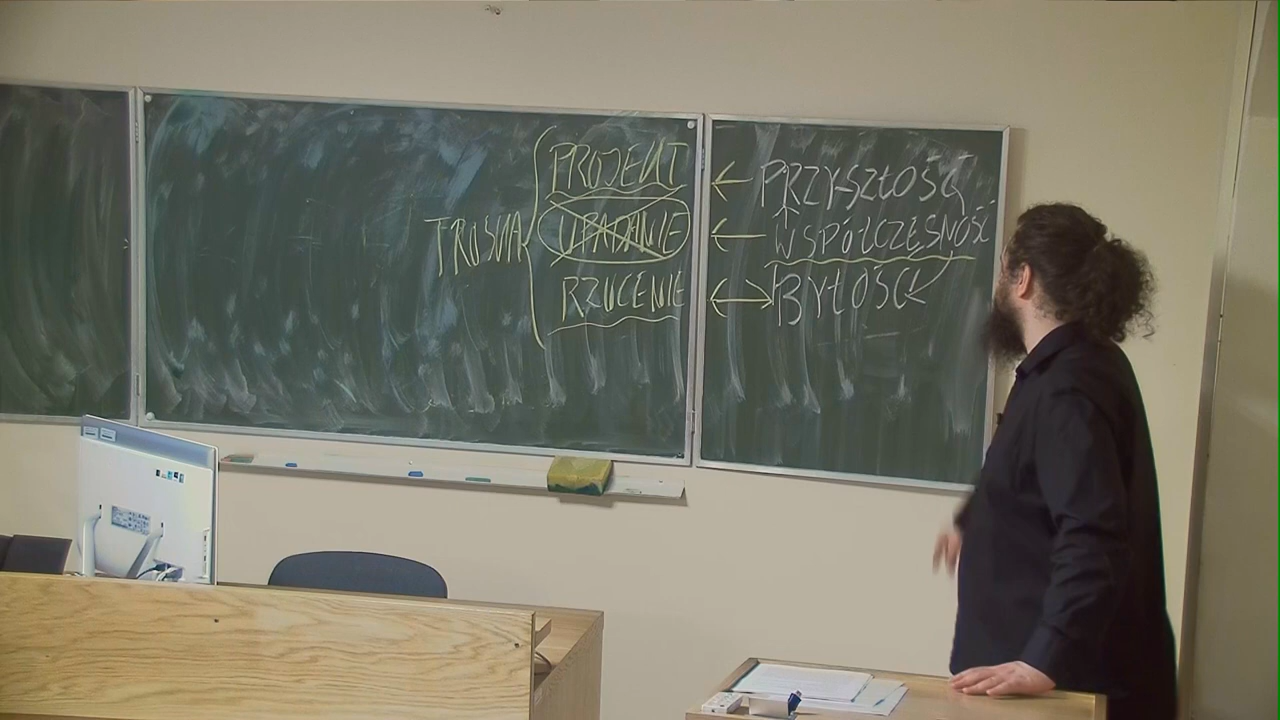 PROJEKT ← PRZYSZŁOŚĆ
TROSKA { UPADANIE ← WSPÓŁCZESNOŚĆ
RZUCENIE ↔ BYŁOŚĆ